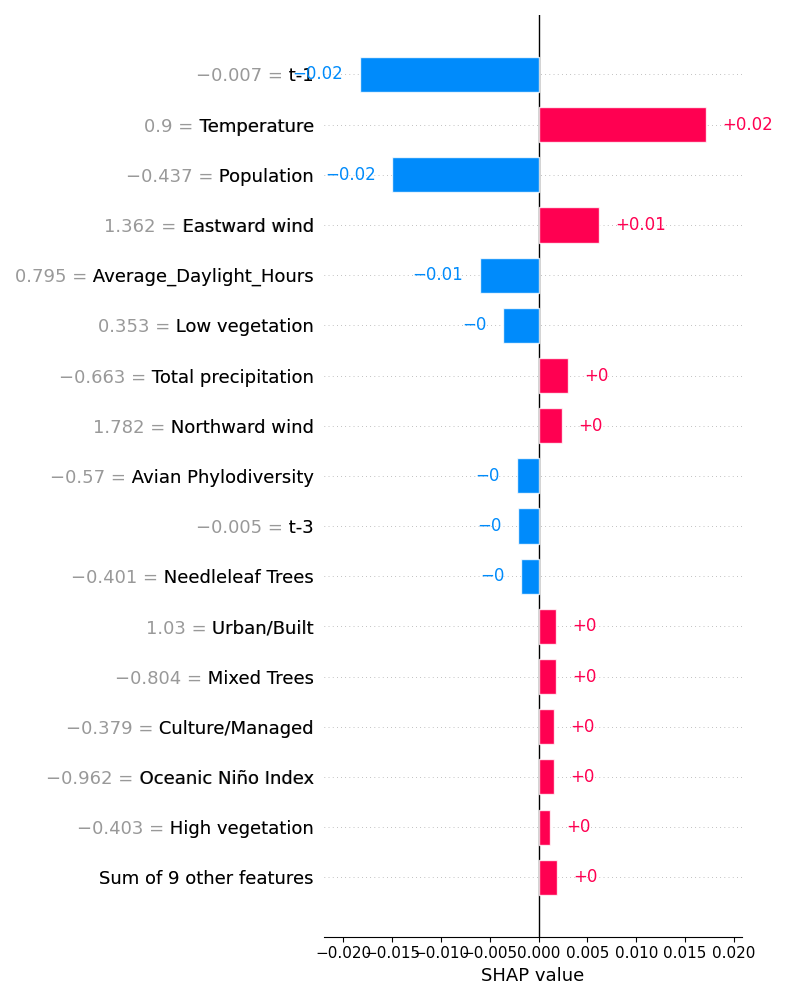 −0.007 = t-1 −0.02
0.9 = Temperature +0.02
−0.437 = Population −0.02
1.362 = Eastward wind +0.01
0.795 = Average_Daylight_Hours −0.01
0.353 = Low vegetation −0
−0.663 = Total precipitation +0
1.782 = Northward wind +0
−0.57 = Avian Phylodiversity −0
−0.005 = t-3 −0
−0.401 = Needleleaf Trees −0
1.03 = Urban/Built +0
−0.804 = Mixed Trees +0
−0.379 = Culture/Managed +0
−0.962 = Oceanic Niño Index +0
−0.403 = High vegetation +0
Sum of 9 other features +0
−0.020 −0.015 −0.010 −0.005 0.000 0.005 0.010 0.015 0.020
SHAP value